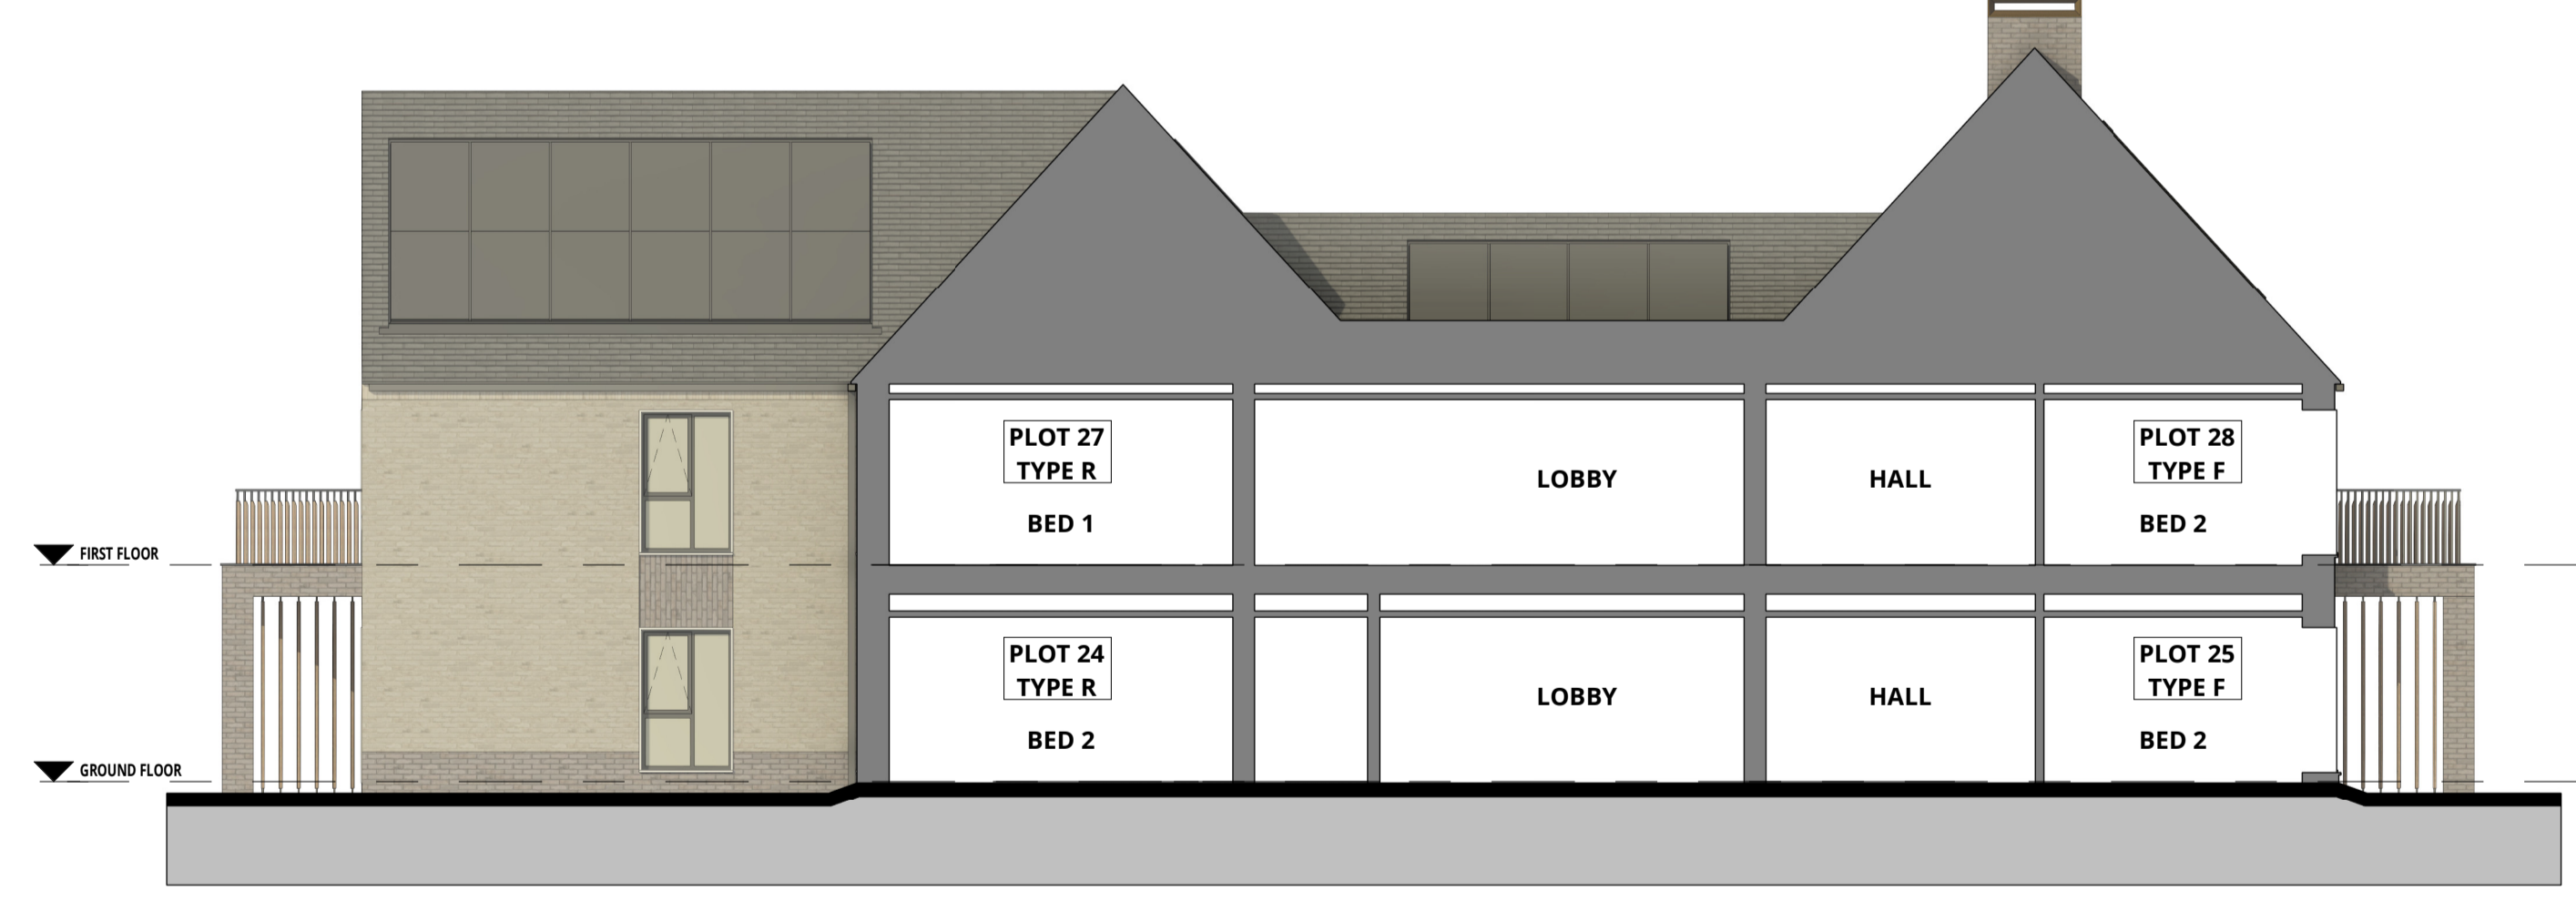 PLOT 27
TYPE R
BED 1
LOBBY
HALL
PLOT 28
TYPE F
BED 2
FIRST FLOOR
PLOT 24
TYPE R
BED 2
LOBBY
HALL
PLOT 25
TYPE F
BED 2
GROUND FLOOR